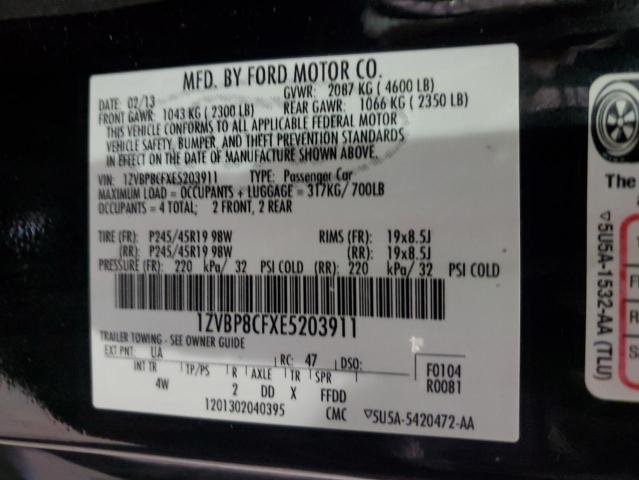 MFD. BY FORD MOTOR CO.
DATE: 02/13 GVWR: 2087 KG ( 4600 LB)
FRONT GAWR: 1043 KG ( 2300 LB) REAR GAWR: 1066 KG ( 2350 LB)
THIS VEHICLE CONFORMS TO ALL APPLICABLE FEDERAL MOTOR
VEHICLE SAFETY, BUMPER, AND THEFT PREVENTION STANDARDS
IN EFFECT ON THE DATE OF MANUFACTURE SHOWN ABOVE.
VIN: 1ZVBP8CFXE5203911 TYPE: Passenger Car
MAXIMUM LOAD = OCCUPANTS + LUGGAGE = 317KG/ 700LB
OCCUPANTS = 4 TOTAL; 2 FRONT, 2 REAR
TIRE (FR): P245/45R19 98W RIMS (FR): 19x8.5J
(RR): P245/45R19 98W (RR): 19x8.5J
PRESSURE (FR): 220 kPa/ 32 PSI COLD (RR): 220 kPa/ 32 PSI COLD
1ZVBP8CFXE5203911
TRAILER TOWING - SEE OWNER GUIDE
EXT PNT: UA RC: 47 DSO: F0104
INT TR TP/PS R AXLE TR SPR R0081
4W 2 DD X FFDD
1201302040395 CMC ▽5U5A-5420472-AA
The
▽5U5A-1532-AA (TLU)
F
R
S